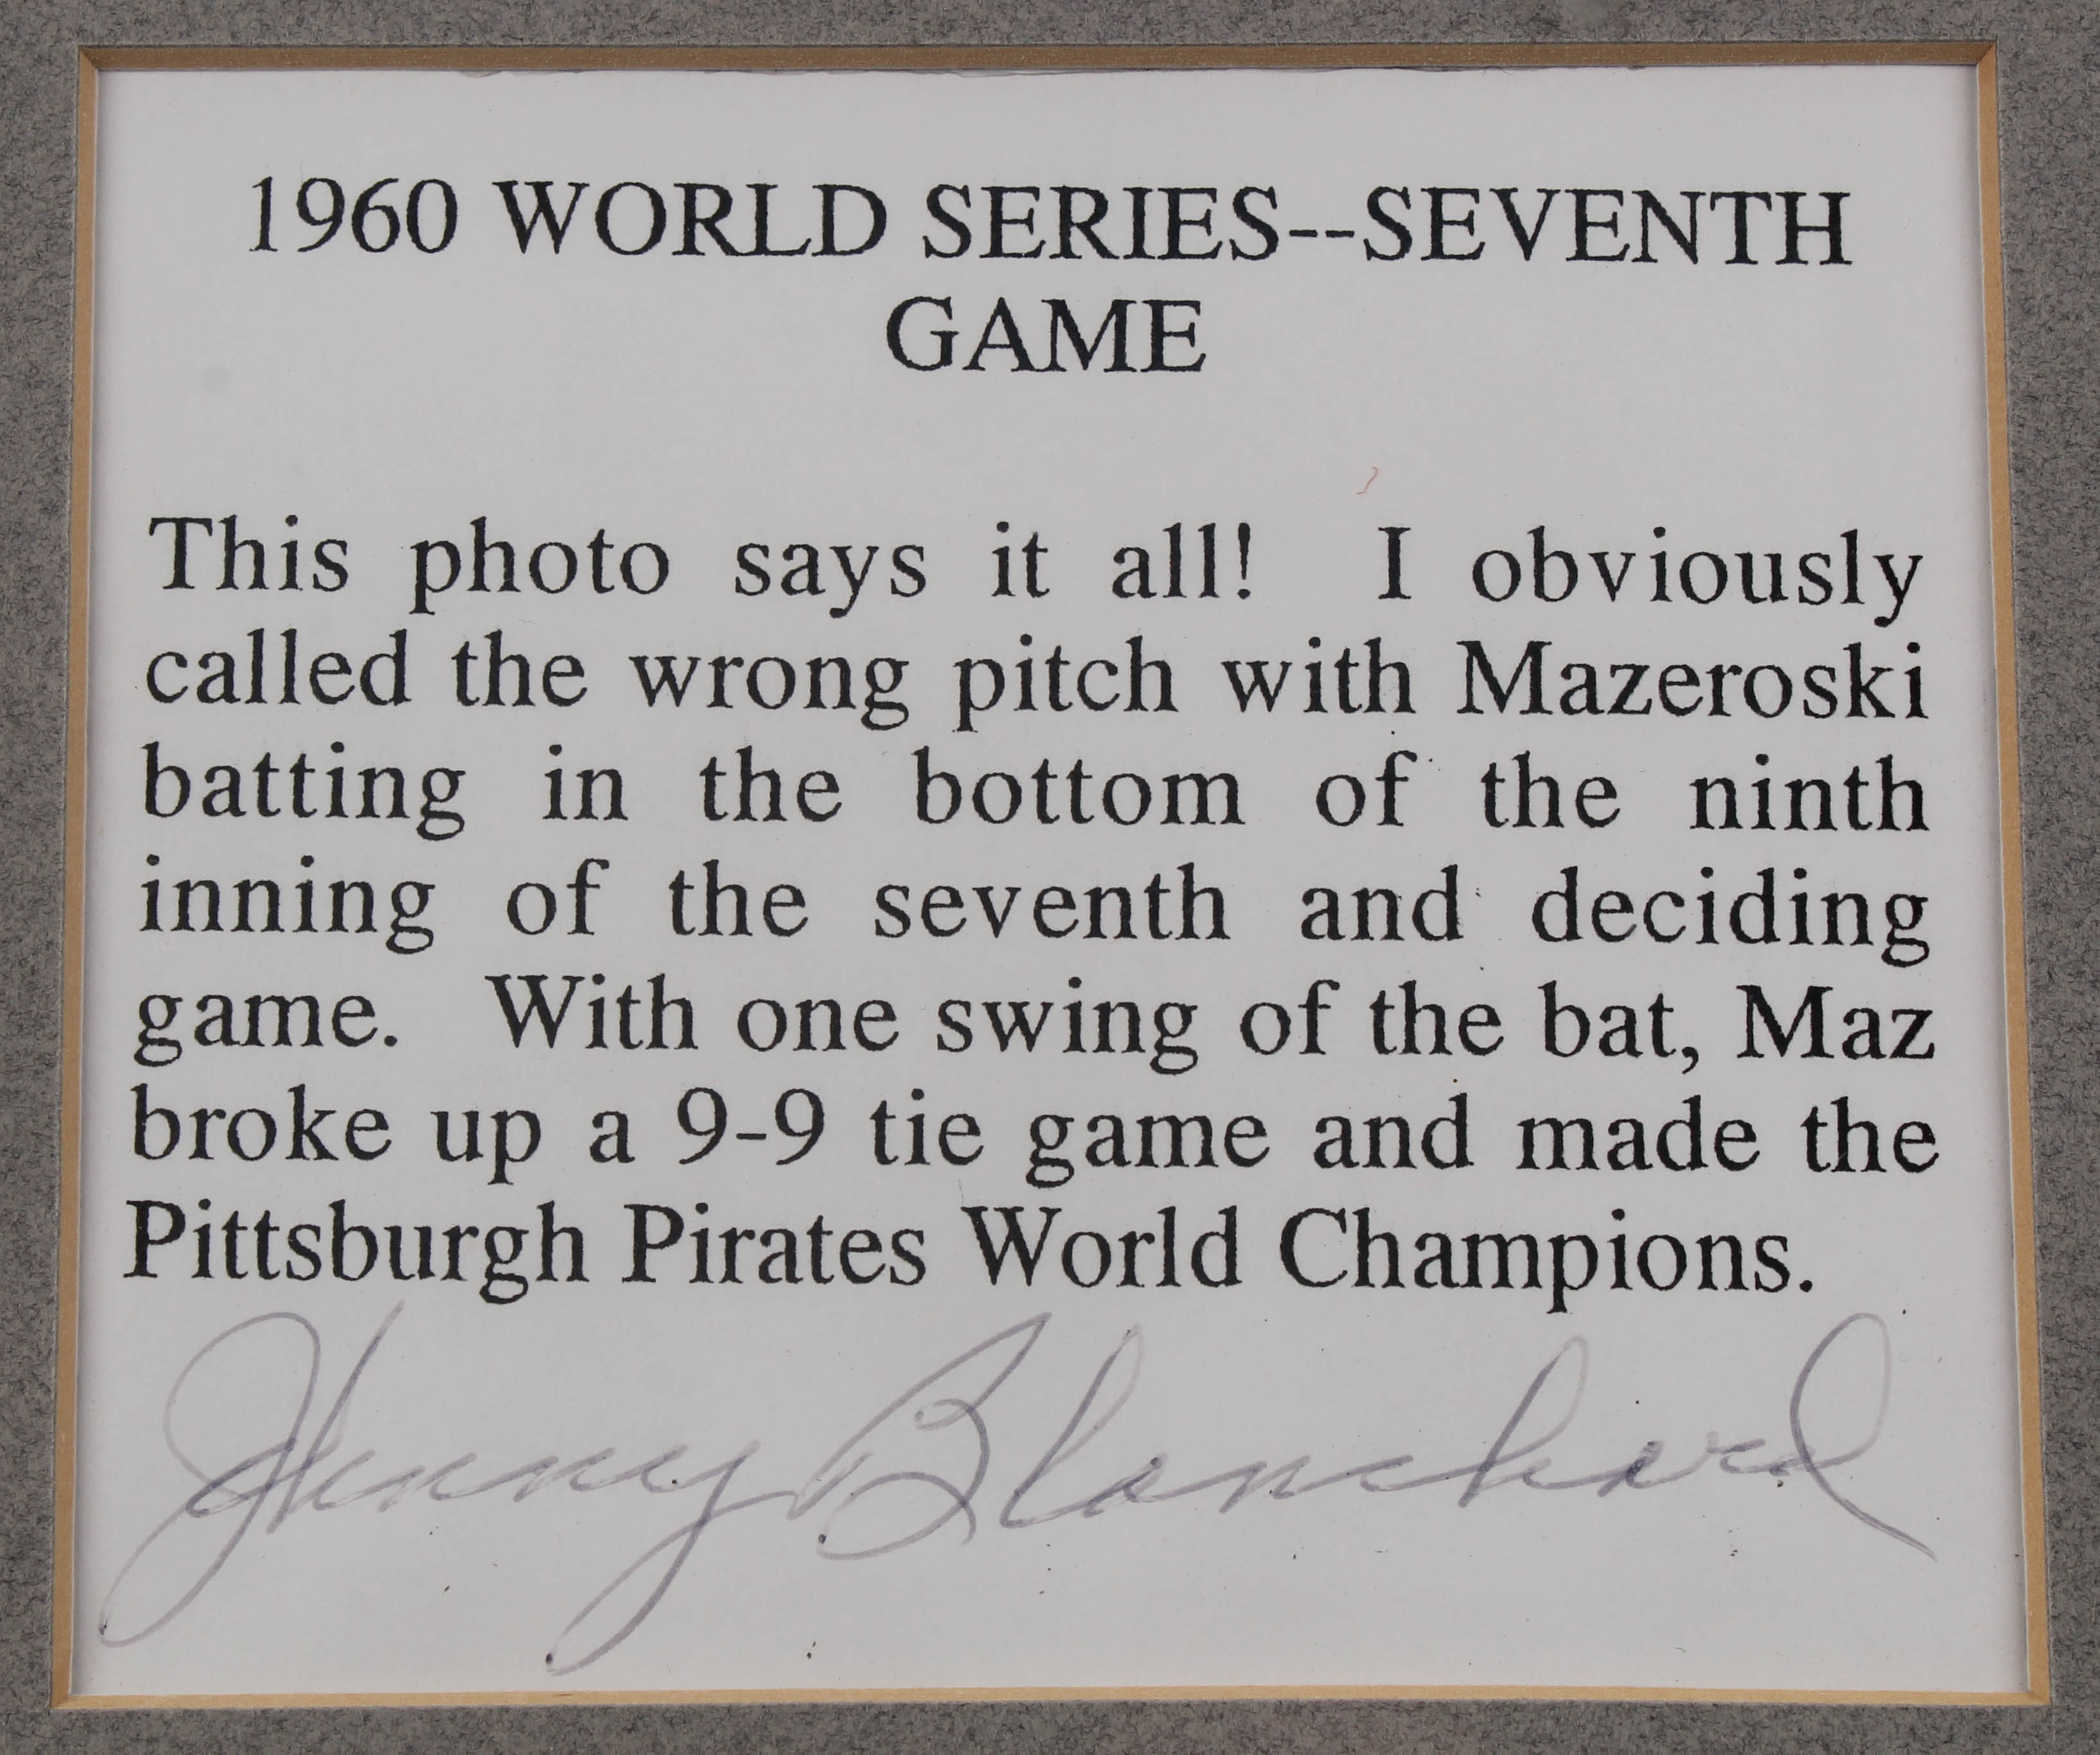 1960 WORLD SERIES--SEVENTH
GAME
This photo says it all! I obviously
called the wrong pitch with Mazeroski
batting in the bottom of the ninth
inning of the seventh and deciding
game. With one swing of the bat, Maz
broke up a 9-9 tie game and made the
Pittsburgh Pirates World Champions.
Johnny Blanchard